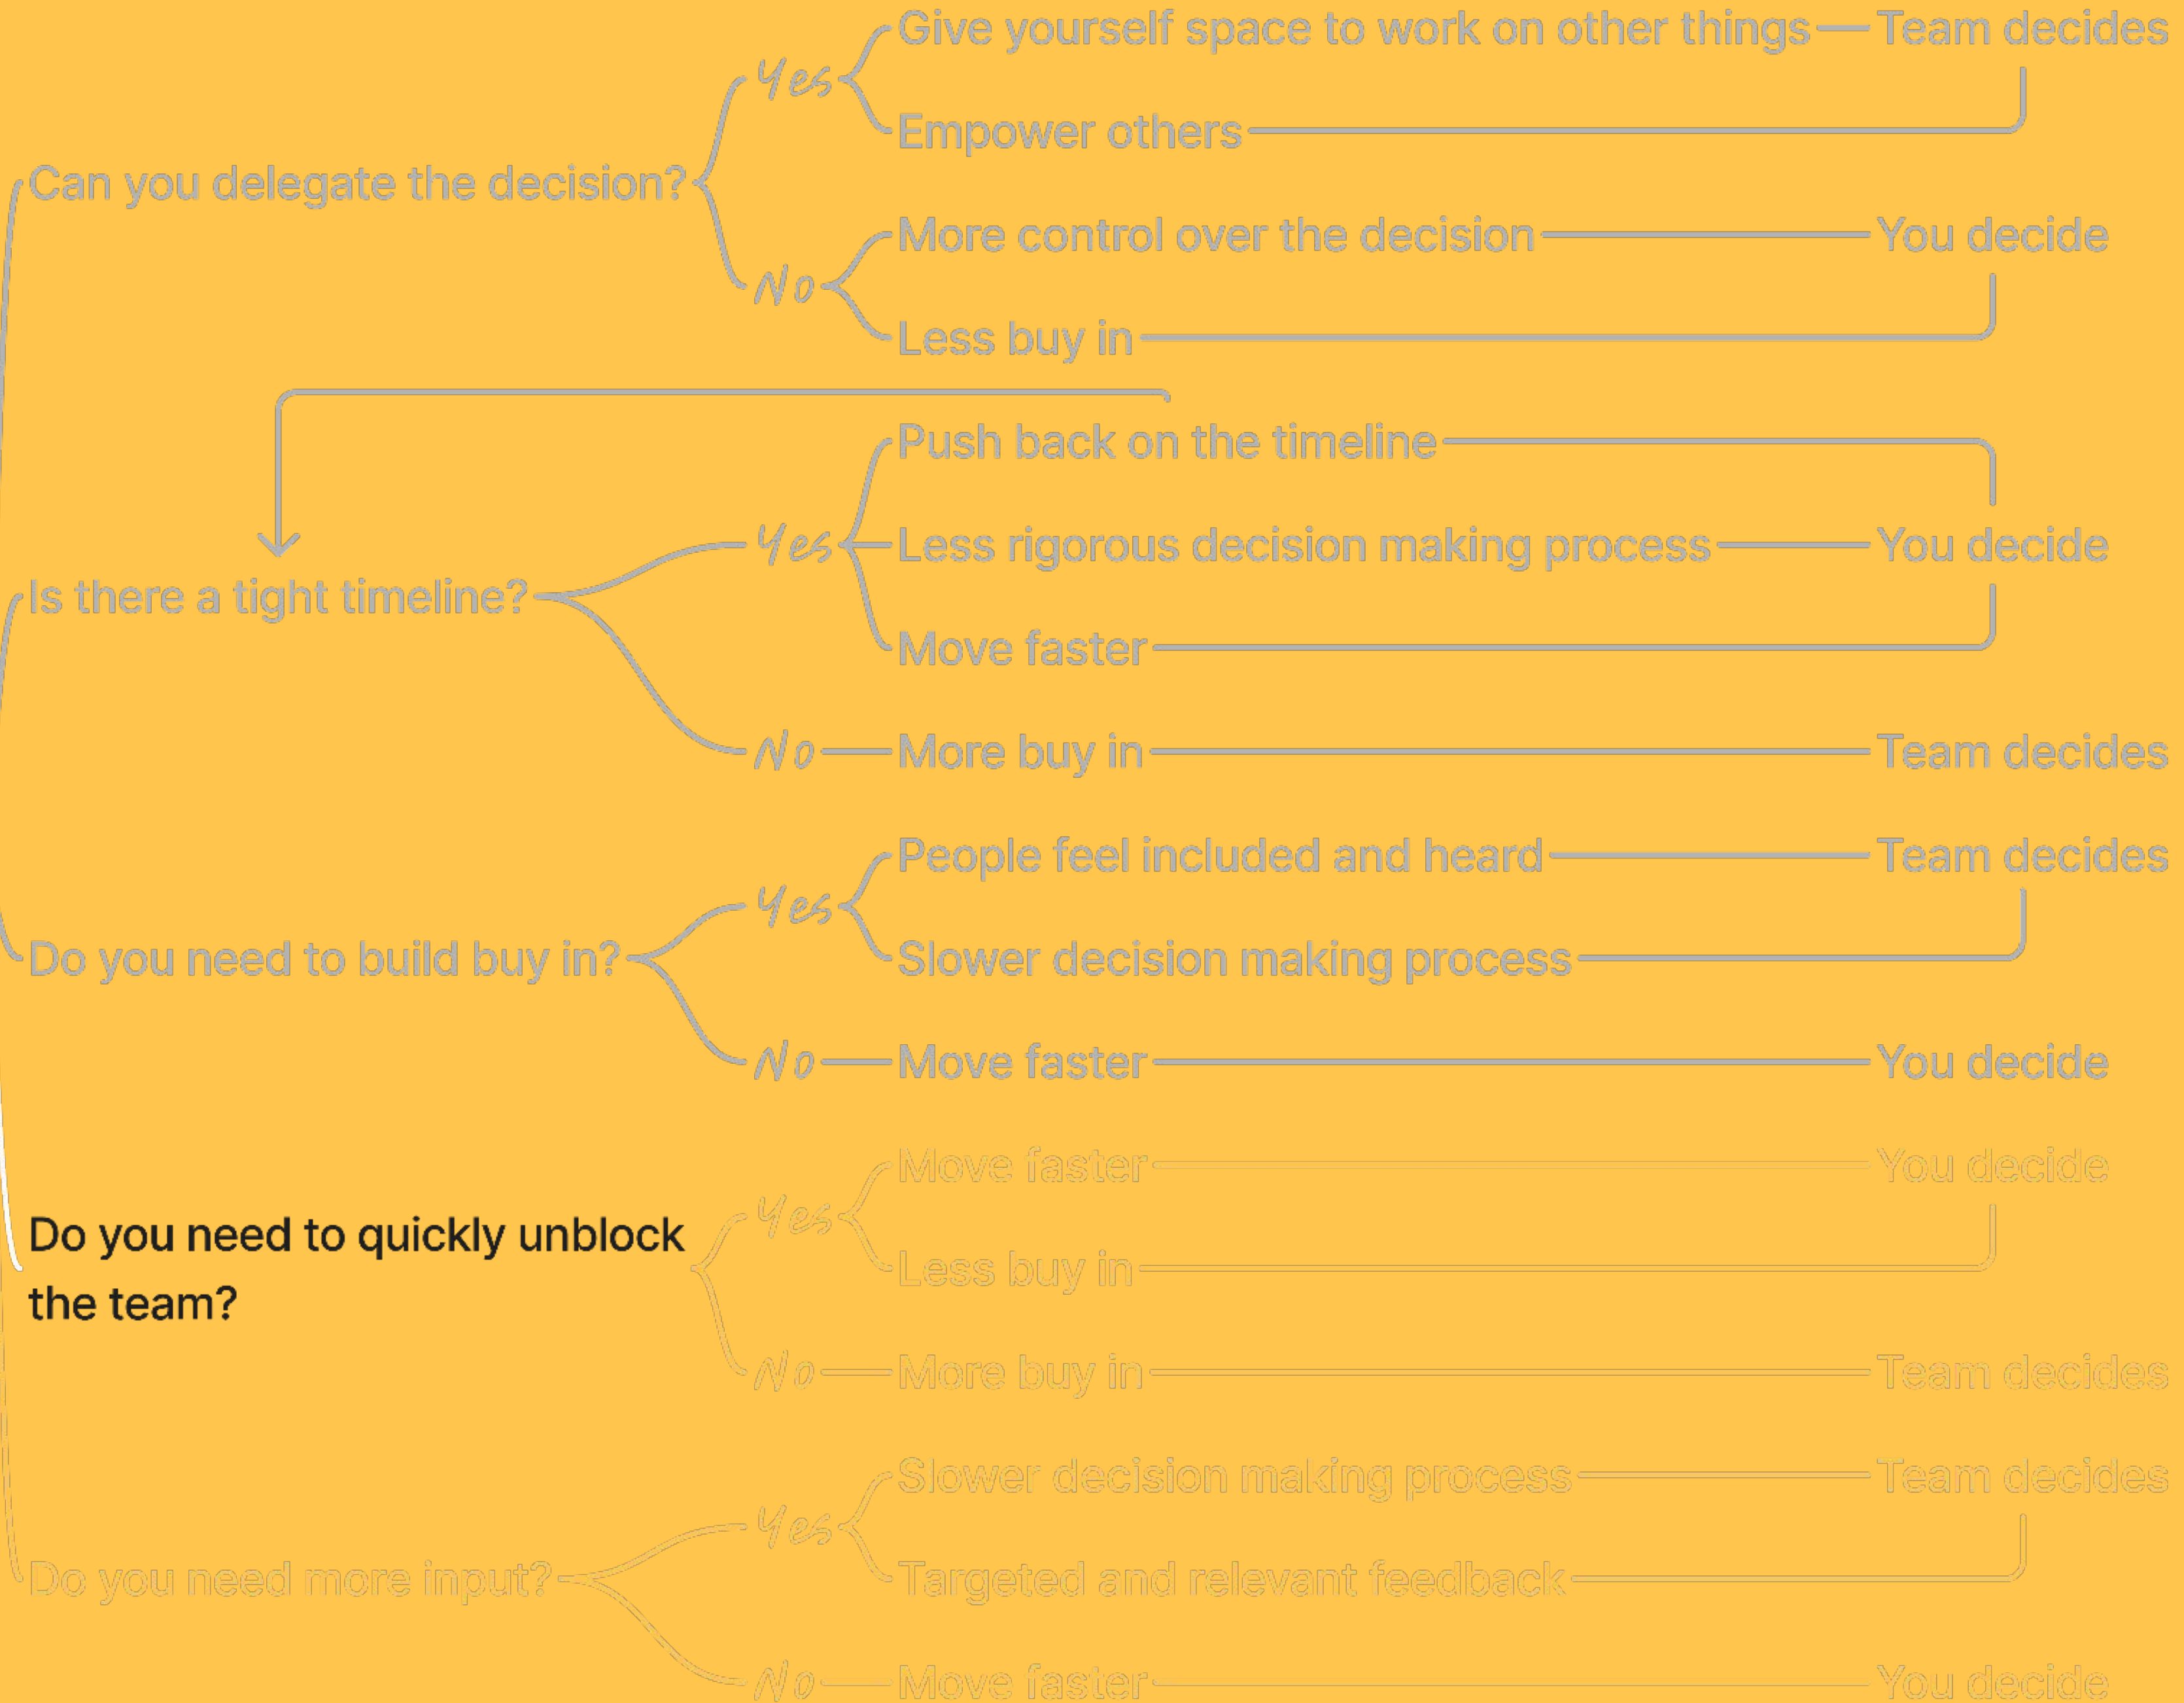 Give yourself space to work on other things Team decides
Yes
Empower others
Can you delegate the decision?
More control over the decision You decide
No
Less buy in
Push back on the timeline
Yes Less rigorous decision making process You decide
Is there a tight timeline?
Move faster
No More buy in Team decides
People feel included and heard Team decides
Yes
Do you need to build buy in? Slower decision making process
No Move faster You decide
Move faster You decide
Yes
Do you need to quickly unblock
the team?
Less buy in
No More buy in Team decides
Slower decision making process Team decides
Yes
Do you need more input? Targeted and relevant feedback
No Move faster You decide